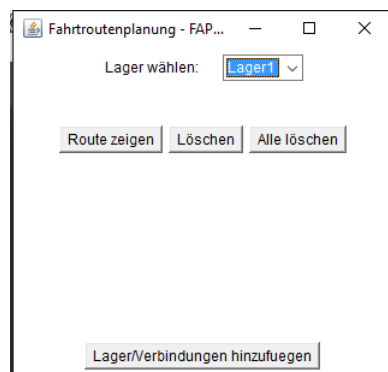 Fahrtroutenplanung - FAP...
Lager wählen: Lager1
Route zeigen Löschen Alle löschen
Lager/Verbindungen hinzufuegen